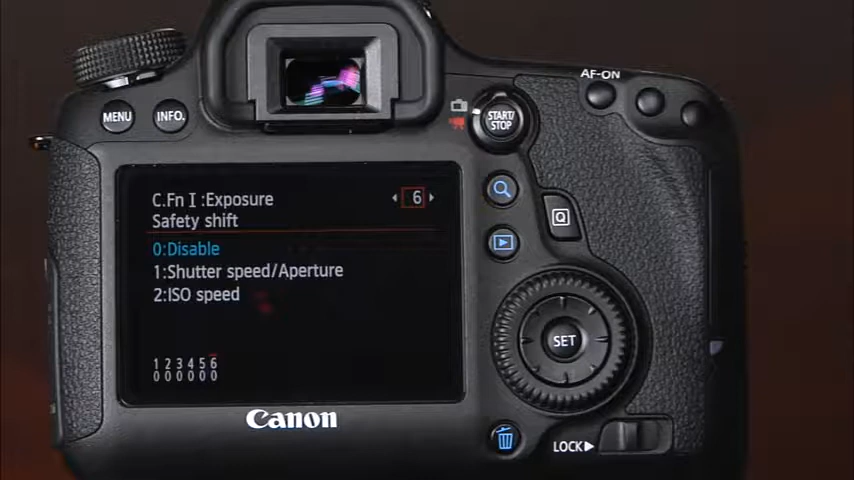 AF-ON
MENU
INFO.
START/
STOP
C.Fn I :Exposure
6
Safety shift
Q
0:Disable
1:Shutter speed/Aperture
2:ISO speed
SET
1 2 3 4 5 6
0 0 0 0 0 0
Canon
LOCK▶